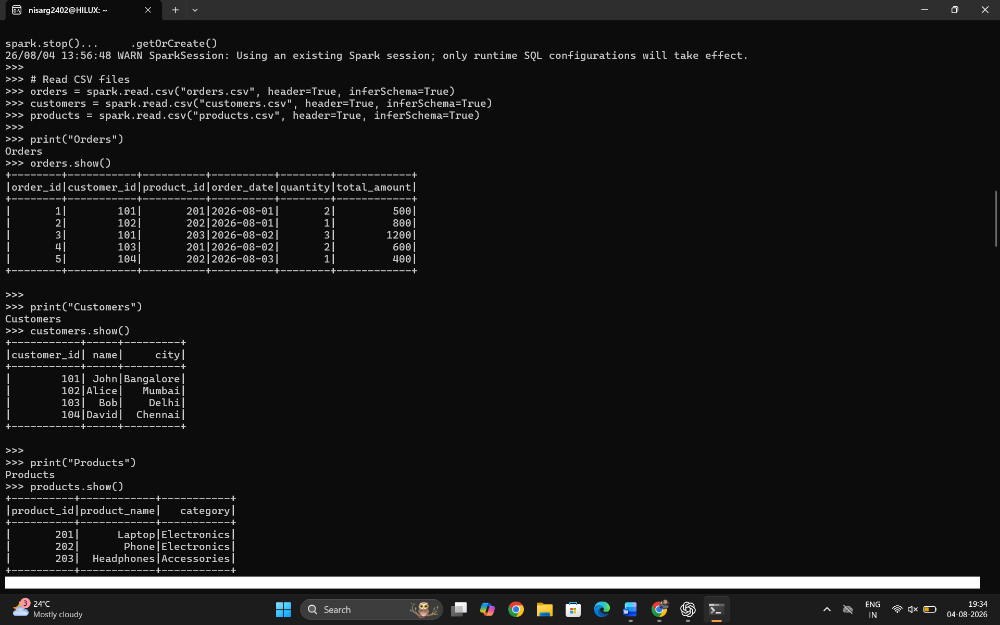 nisarg2402@HILUX: ~
spark.stop()...     .getOrCreate()
26/08/04 13:56:48 WARN SparkSession: Using an existing Spark session; only runtime SQL configurations will take effect.
>>>
>>> # Read CSV files
>>> orders = spark.read.csv("orders.csv", header=True, inferSchema=True)
>>> customers = spark.read.csv("customers.csv", header=True, inferSchema=True)
>>> products = spark.read.csv("products.csv", header=True, inferSchema=True)
>>>
>>> print("Orders")
Orders
>>> orders.show()
+--------+-----------+----------+----------+--------+------------+
|order_id|customer_id|product_id|order_date|quantity|total_amount|
+--------+-----------+----------+----------+--------+------------+
|       1|        101|       201|2026-08-01|       2|         500|
|       2|        102|       202|2026-08-01|       1|         800|
|       3|        101|       203|2026-08-02|       3|        1200|
|       4|        103|       201|2026-08-02|       2|         600|
|       5|        104|       202|2026-08-03|       1|         400|
+--------+-----------+----------+----------+--------+------------+
>>>
>>> print("Customers")
Customers
>>> customers.show()
+-----------+-----+---------+
|customer_id| name|     city|
+-----------+-----+---------+
|        101| John|Bangalore|
|        102|Alice|   Mumbai|
|        103|  Bob|    Delhi|
|        104|David|  Chennai|
+-----------+-----+---------+
>>>
>>> print("Products")
Products
>>> products.show()
+----------+------------+-----------+
|product_id|product_name|   category|
+----------+------------+-----------+
|       201|      Laptop|Electronics|
|       202|       Phone|Electronics|
|       203|  Headphones|Accessories|
+----------+------------+-----------+
3
24°C
Mostly cloudy
Search
ENG
IN
19:34
04-08-2026